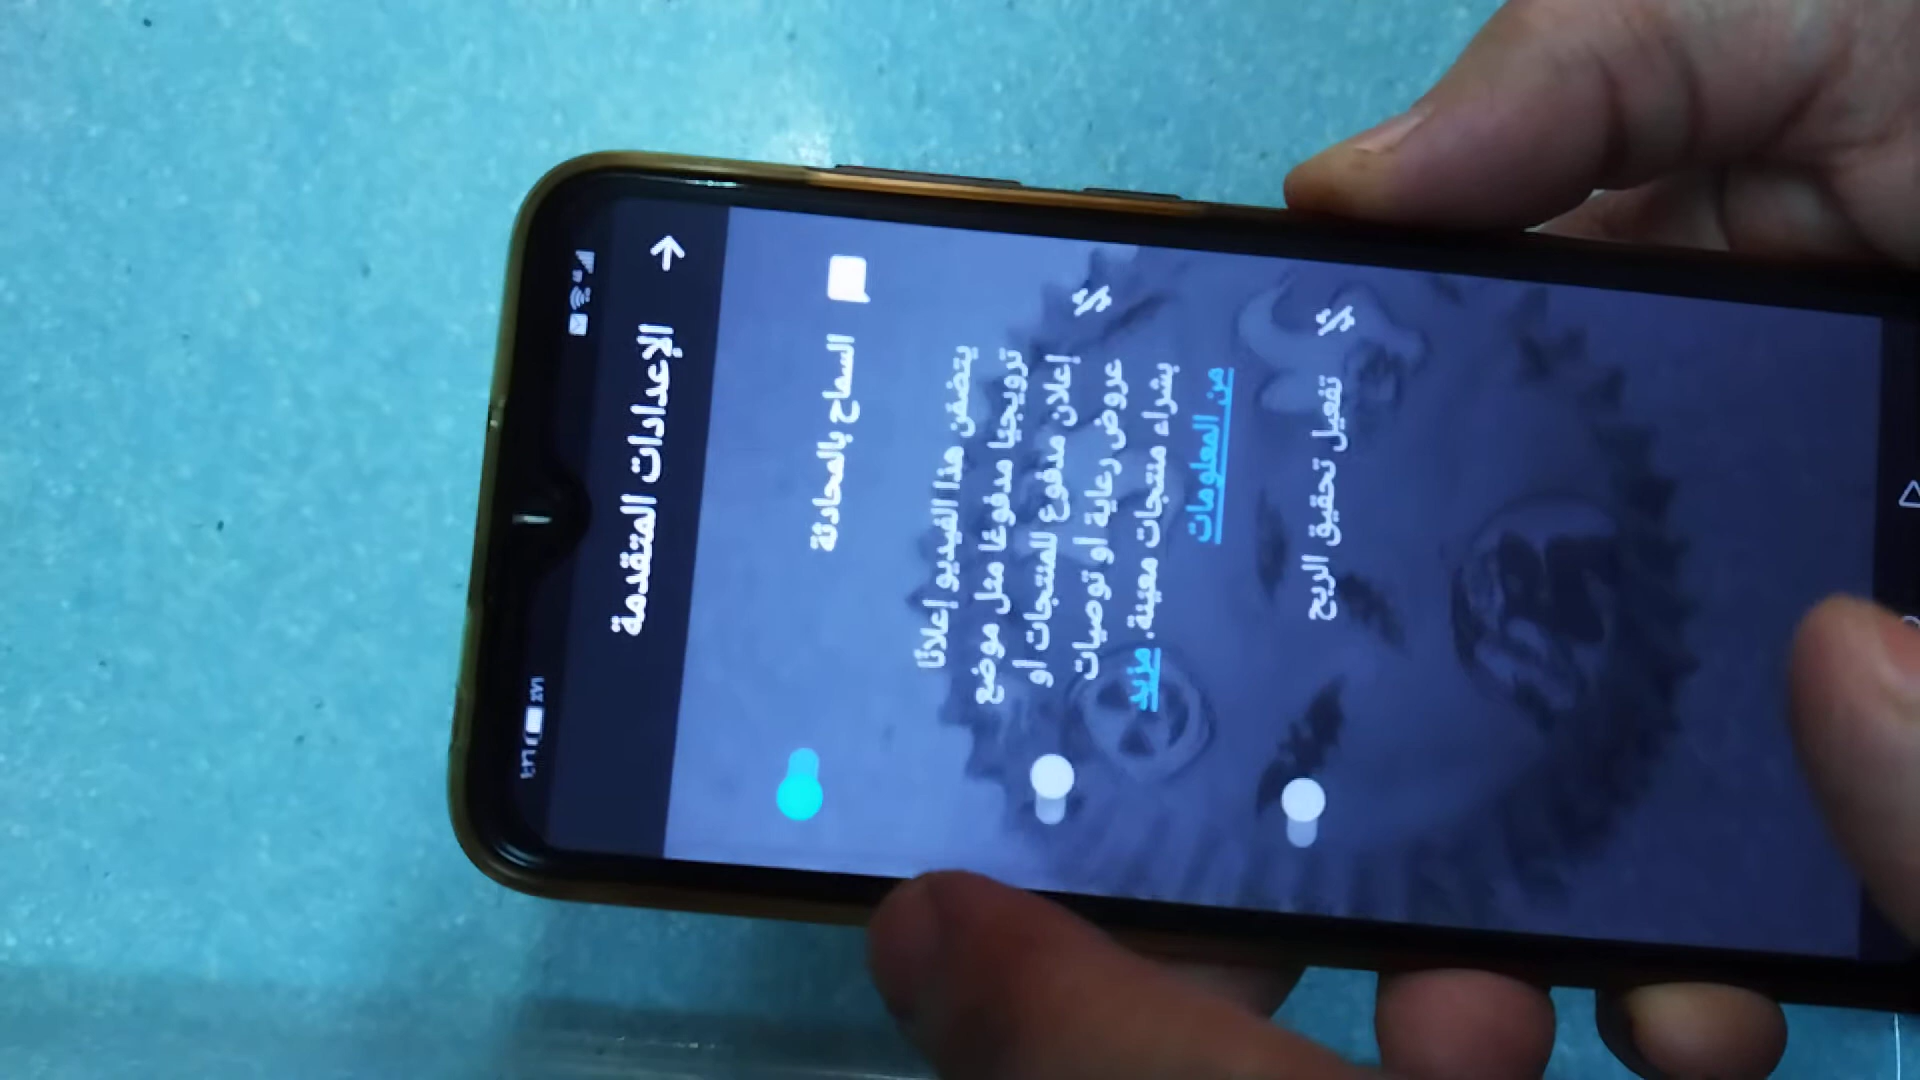 الإعدادات المتقدمة
السماح بالمحادثة
يتضمّن هذا الفيديو إعلانًا
ترويجيًا مدفوعًا مثل موضع
إعلان مدفوع للمنتجات أو
عروض رعاية أو توصيات
بشراء منتجات معينة. مزيد
من المعلومات
تفعيل تحقيق الربح